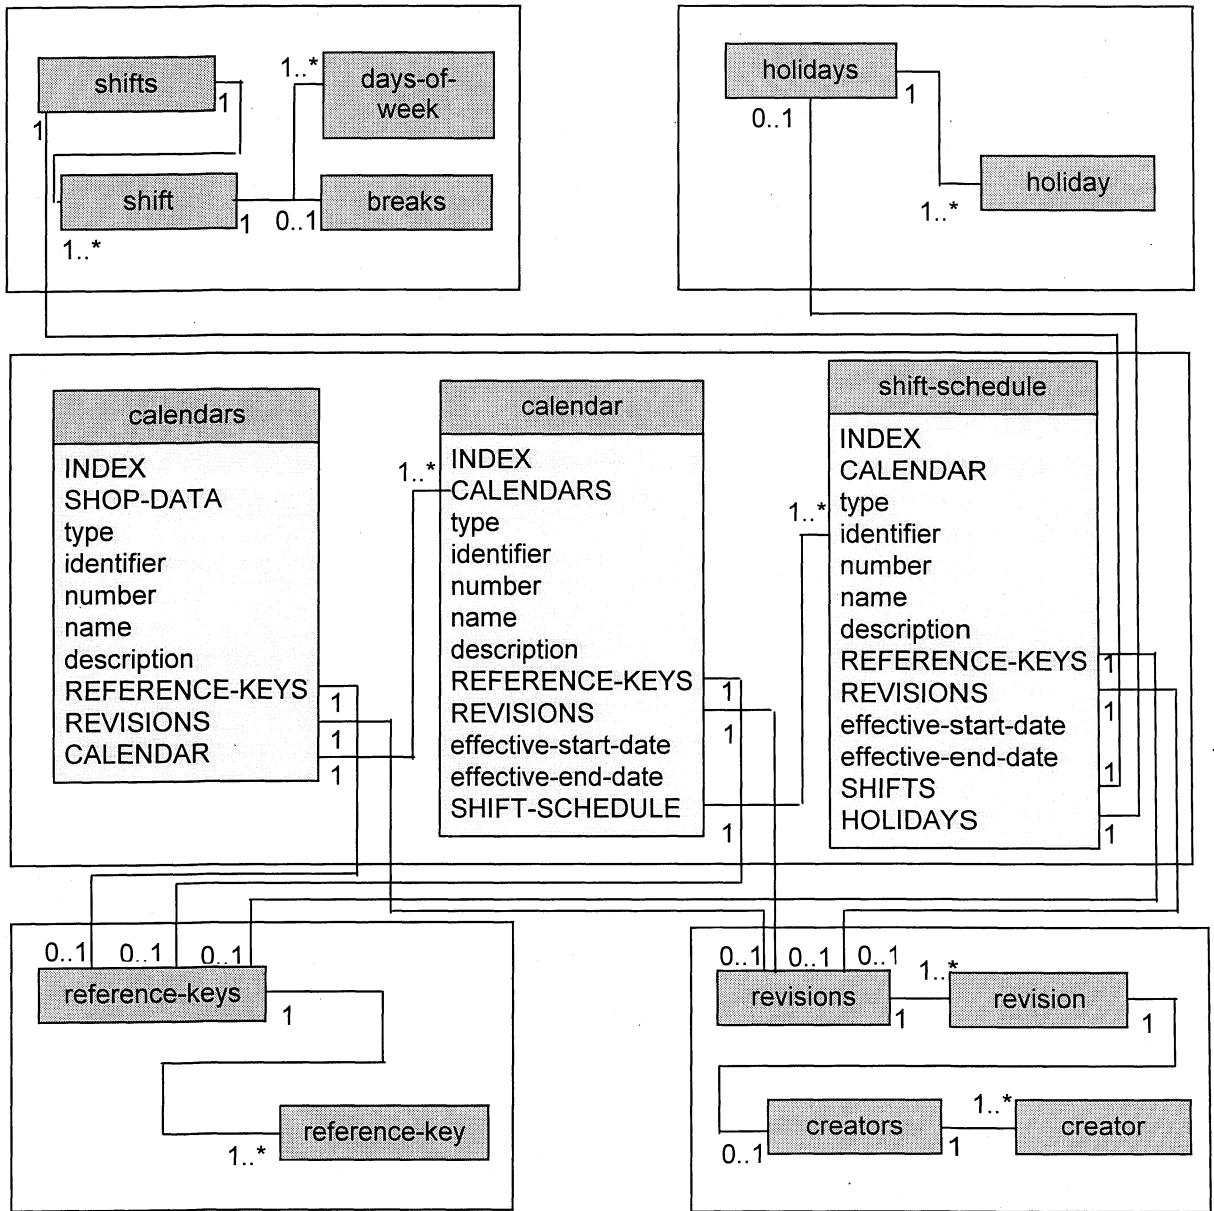 shifts
1
1
1..*
days-of-
week
shift
1..*
1
0..1
breaks
holidays
0..1
1
holiday
1..*
calendars
INDEX
SHOP-DATA
type
identifier
number
name
description
REFERENCE-KEYS
1
REVISIONS
1
CALENDAR
1
calendar
1..*
INDEX
CALENDARS
type
identifier
number
name
description
REFERENCE-KEYS
1
REVISIONS
1
effective-start-date
effective-end-date
SHIFT-SCHEDULE
1
shift-schedule
INDEX
CALENDAR
1..*
type
identifier
number
name
description
REFERENCE-KEYS
1
REVISIONS
1
effective-start-date
effective-end-date
1
SHIFTS
HOLIDAYS
1
0..1
0..1
0..1
reference-keys
1
reference-key
1..*
0..1
0..1
0..1
revisions
1
1..*
revision
1
creators
0..1
1
1..*
creator